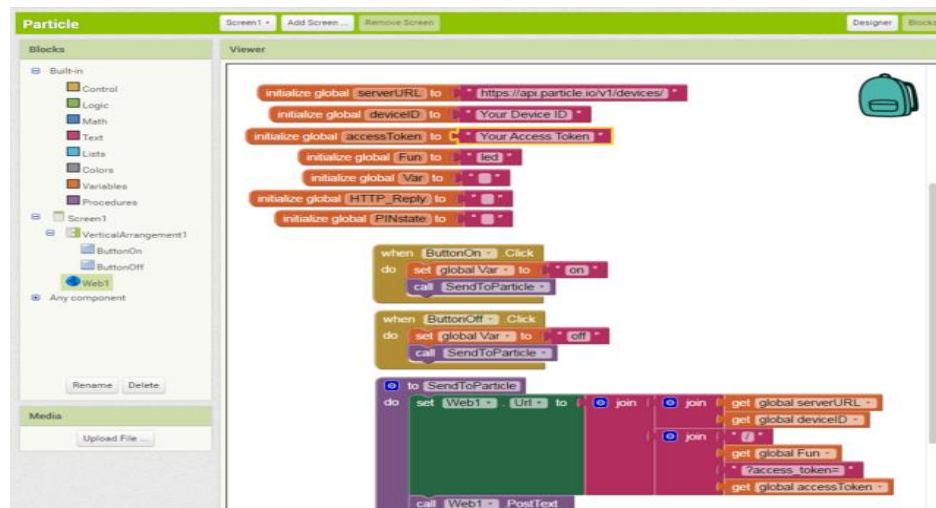 Particle
Screen1
Add Screen ...
Remove Screen
Designer
Blocks
Blocks
Viewer
Built-in
Control
Logic
Math
Text
Lists
Colors
Variables
Procedures
Screen1
VerticalArrangement1
ButtonOn
ButtonOff
Web1
Any component
Rename
Delete
Media
Upload File ...
initialize global serverURL to " https://api.particle.io/v1/devices/ "
initialize global deviceID to " Your Device ID "
initialize global accessToken to " Your Access Token "
initialize global Fun to " led "
initialize global Var to " "
initialize global HTTP_Reply to " "
initialize global PINstate to " "
when ButtonOn .Click
do set global Var to " on "
call SendToParticle
when ButtonOff .Click
do set global Var to " off "
call SendToParticle
to SendToParticle
do set Web1 . Url to join join get global serverURL
get global deviceID
join " / "
get global Fun
" ?access_token= "
get global accessToken
call Web1 .PostText